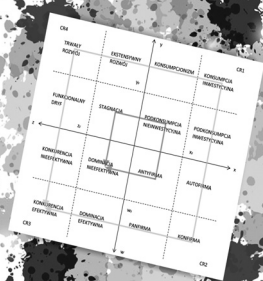 CR4
y
CR1
TRWAŁY
ROZWÓJ
EKSTENSYWNY
ROZWÓJ
KONSUMPCJONIZM
KONSUMPCJA
INWESTYCYJNA
FUNKCJONALNY
DRYF
STAGNACJA
PODKONSUMPCJA
NIEINWESTYCYJNA
PODKONSUMPCJA
INWESTYCYJNA
z
x
KONKURENCJA
NIEEFEKTYWNA
DOMINACJA
NIEEFEKTYWNA
ANTYFIRMA
AUTOFIRMA
KONKURENCJA
EFEKTYWNA
DOMINACJA
EFEKTYWNA
PANFIRMA
KONFIRMA
CR3
w
CR2